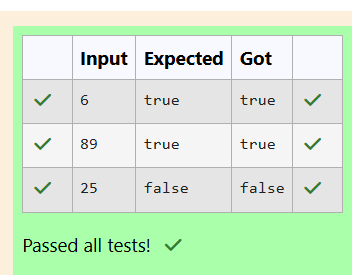 Input Expected Got
6 true true
89 true true
25 false false
Passed all tests!